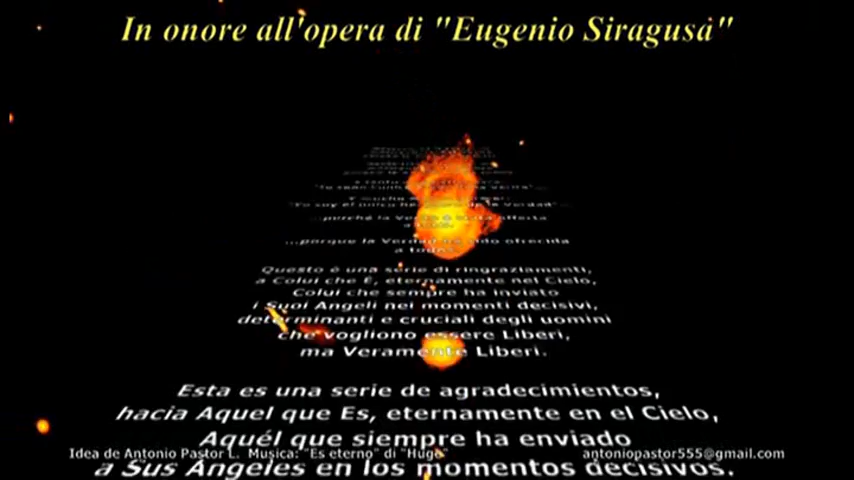 In onore all'opera di "Eugenio Siragusa"
...perché la Verità è stata offerta
a tutti.
...porque la Verdad ha sido ofrecida
a todos.
Questo è una serie di ringraziamenti,
a Colui che È, eternamente nel Cielo,
Colui che sempre ha inviato
i Suoi Angeli nei momenti decisivi,
determinanti e cruciali degli uomini
che vogliono essere Liberi,
ma Veramente Liberi.
Esta es una serie de agradecimientos,
hacia Aquel que Es, eternamente en el Cielo,
Aquél que siempre ha enviado
Idea de Antonio Pastor L. Musica: "Es eterno" di "Hugo" antoniopastor555@gmail.com
a Sus Ángeles en los momentos decisivos.